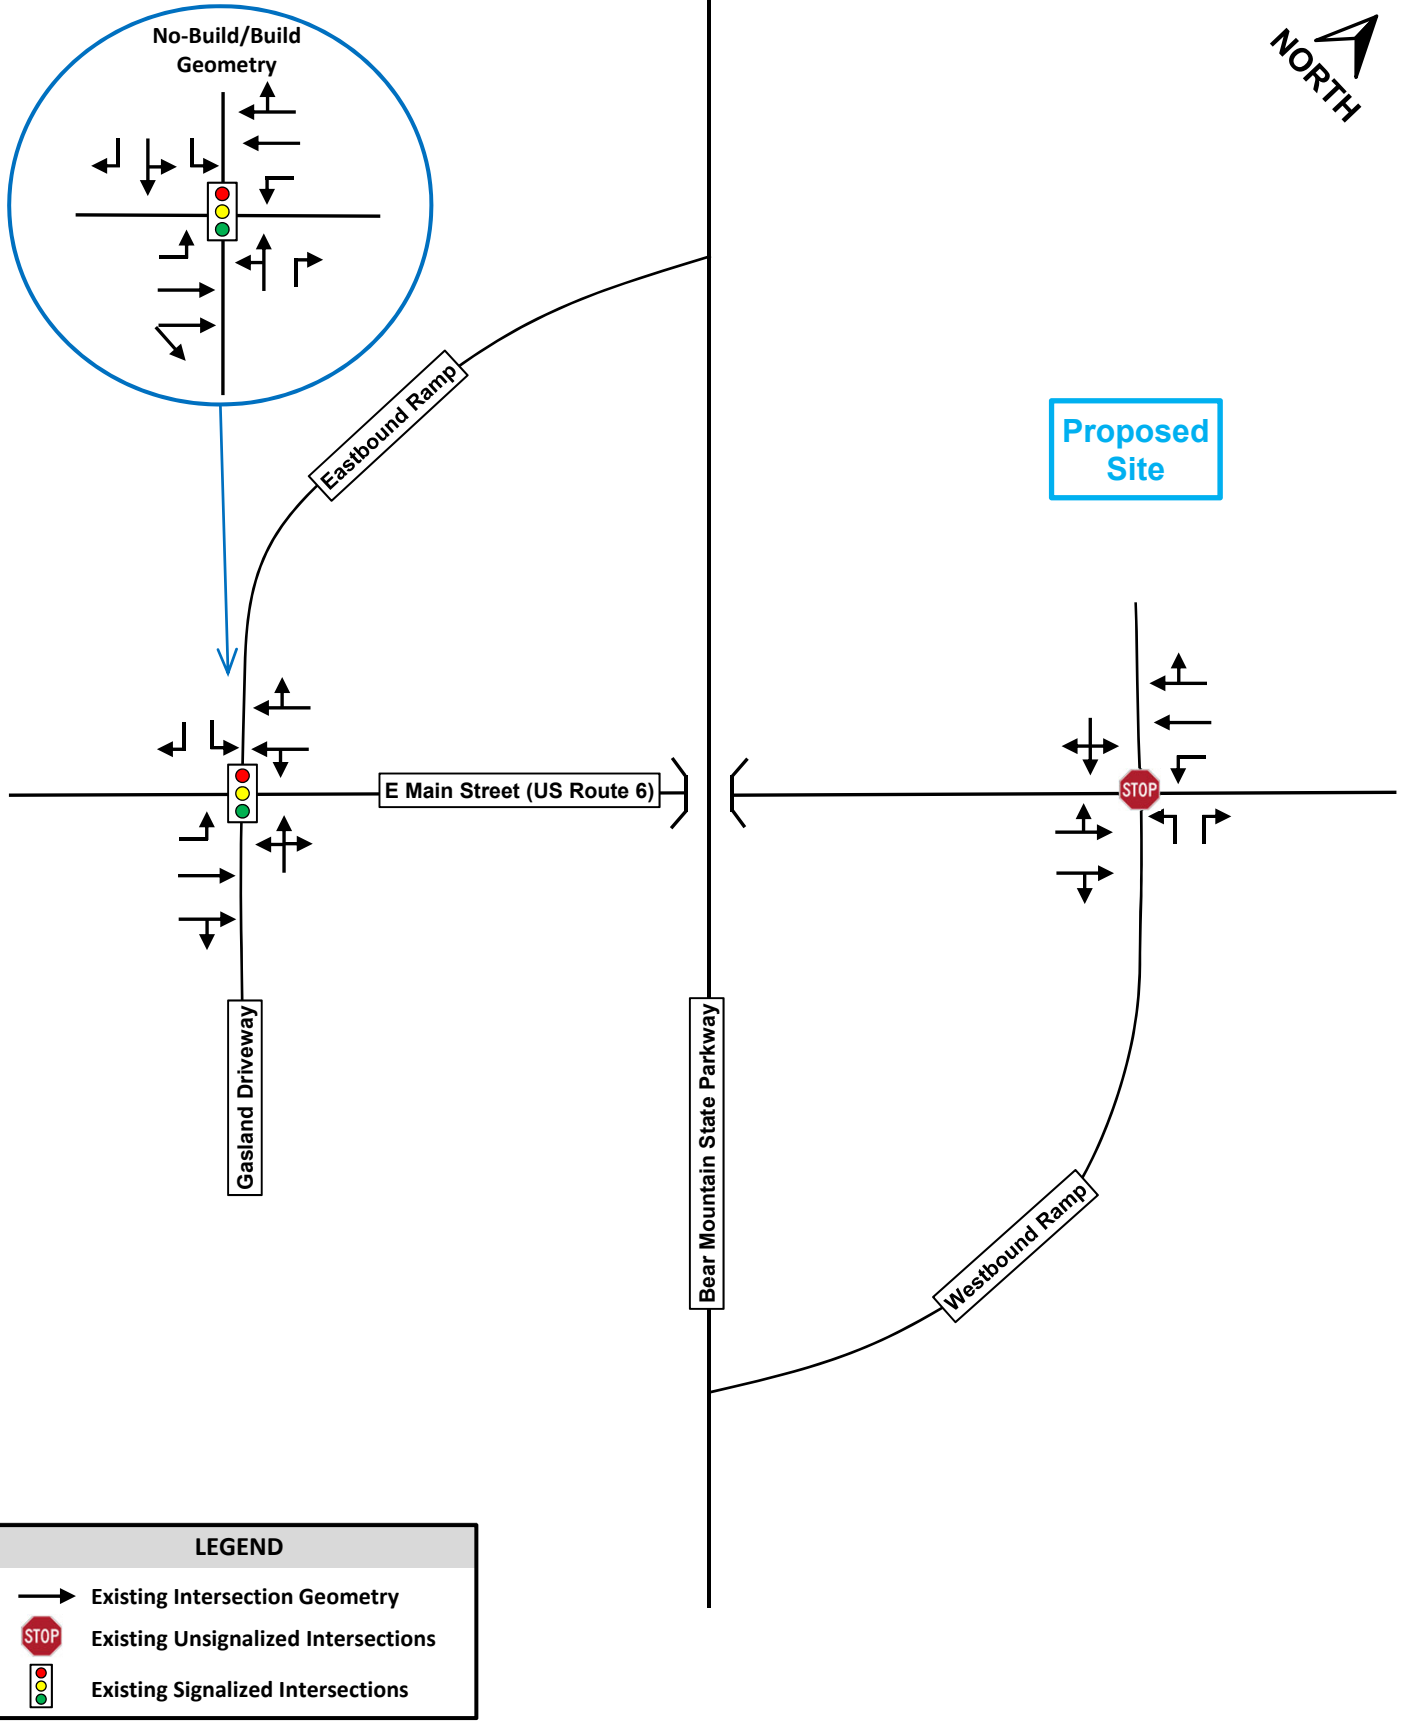 No-Build/Build
Geometry
NORTH
Eastbound Ramp
Proposed
Site
E Main Street (US Route 6)
STOP
Gasland Driveway
Bear Mountain State Parkway
Westbound Ramp
LEGEND
Existing Intersection Geometry
STOP
Existing Unsignalized Intersections
Existing Signalized Intersections